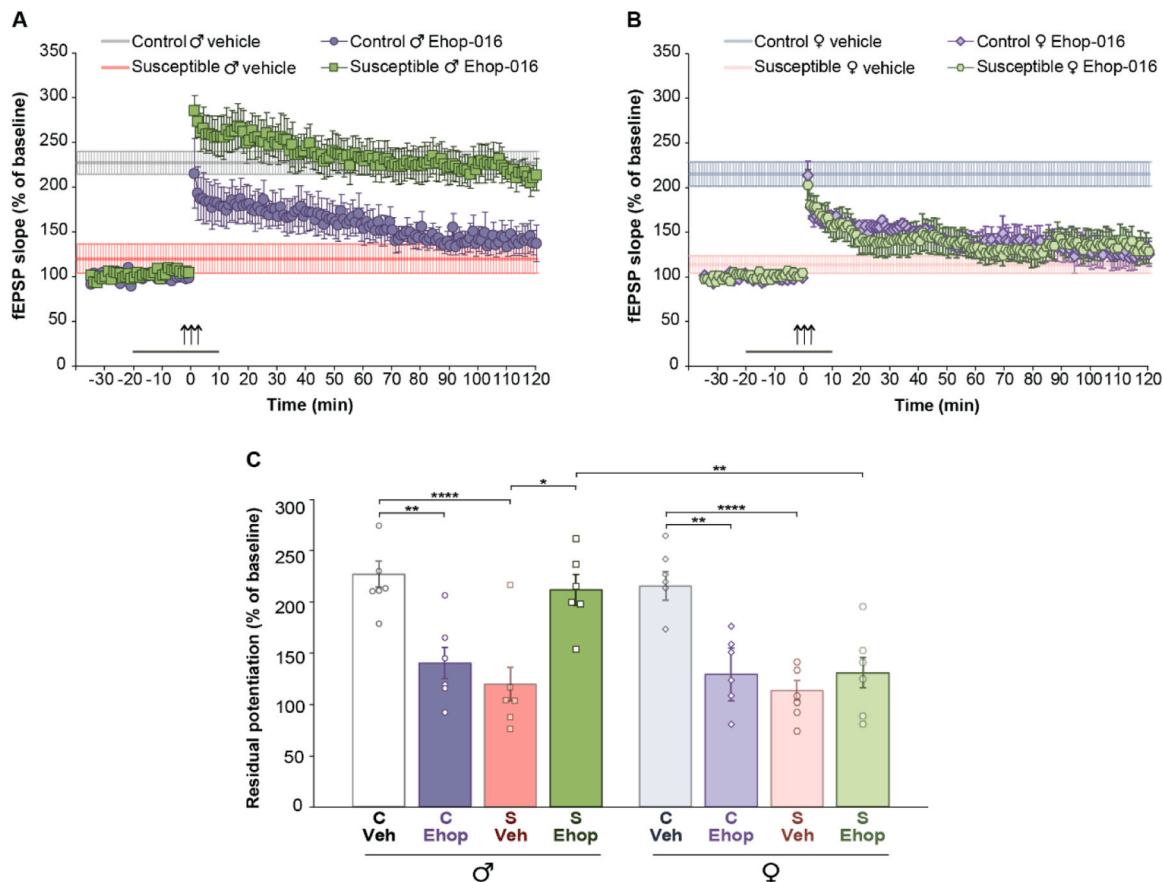 A
Control ♂ vehicle
Control ♂ Ehop-016
Susceptible ♂ vehicle
Susceptible ♂ Ehop-016
fEPSP slope (% of baseline)
350
300
250
200
150
100
50
0
-30 -20 -10 0 10 20 30 40 50 60 70 80 90 100 110 120
Time (min)
B
Control ♀ vehicle
Control ♀ Ehop-016
Susceptible ♀ vehicle
Susceptible ♀ Ehop-016
fEPSP slope (% of baseline)
350
300
250
200
150
100
50
0
-30 -20 -10 0 10 20 30 40 50 60 70 80 90 100 110 120
Time (min)
C
Residual potentiation (% of baseline)
300
250
200
150
100
50
0
**
****
*
**
**
****
C C S S C C S S
Veh Ehop Veh Ehop Veh Ehop Veh Ehop
♂ ♀